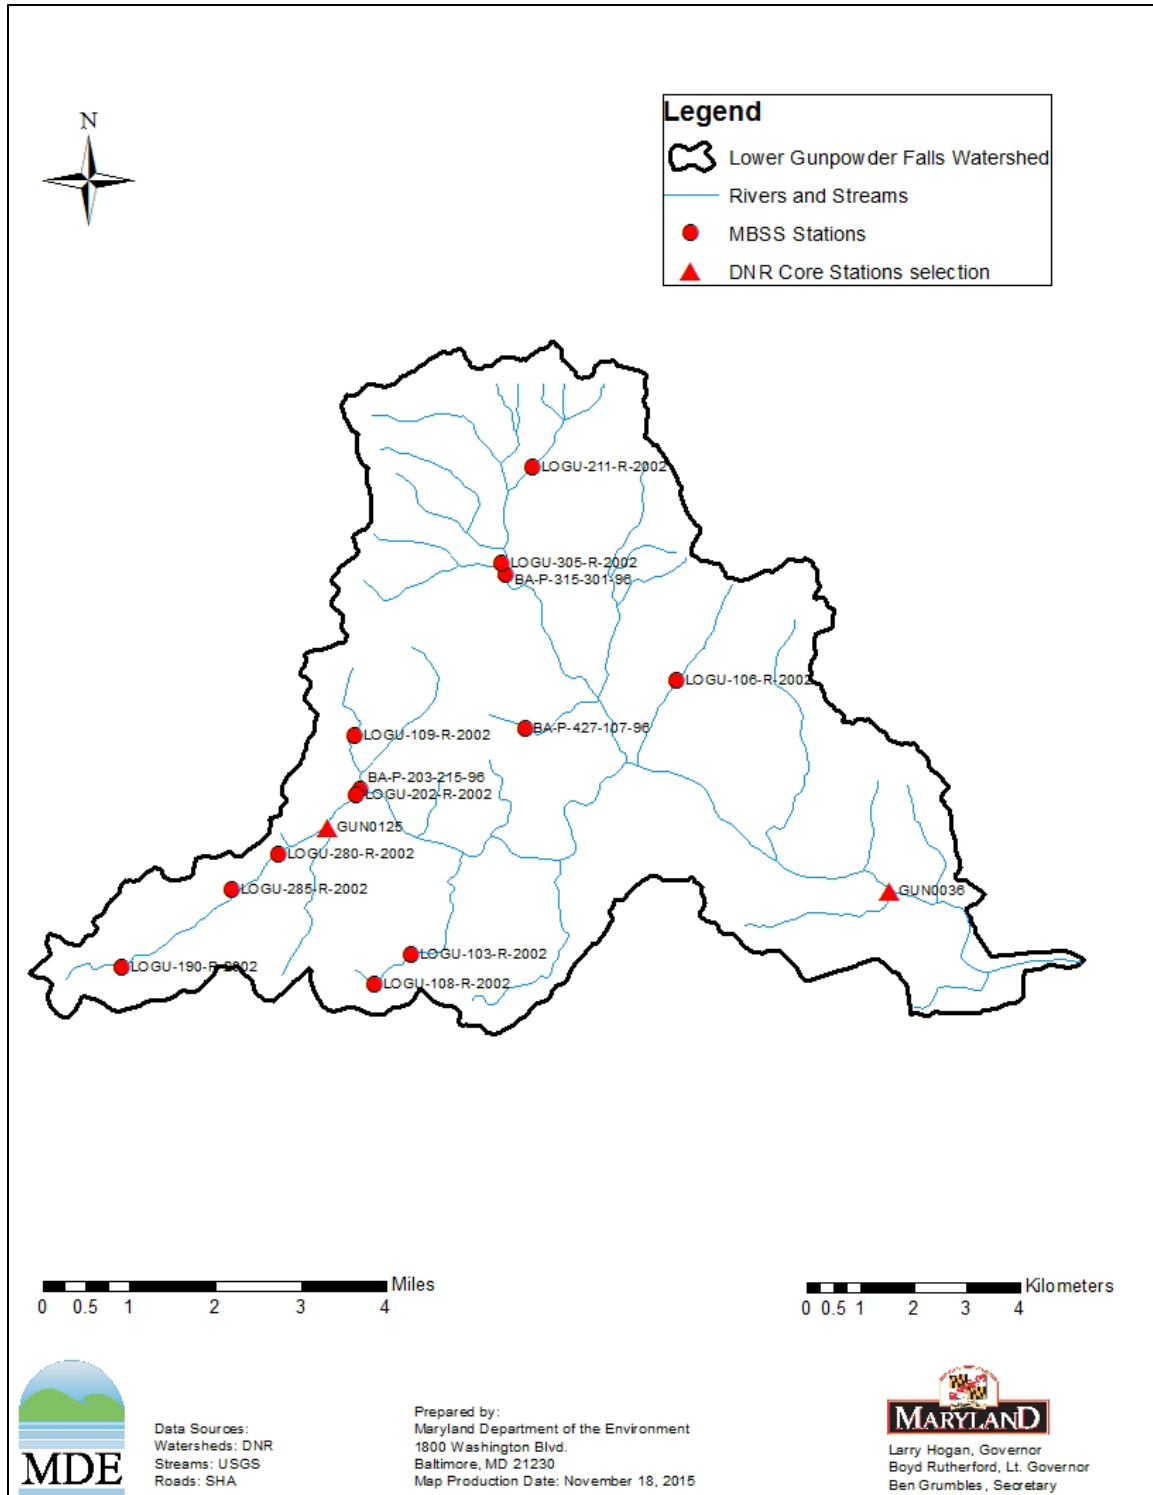 N
Legend
Lower Gunpowder Falls Watershed
Rivers and Streams
MBSS Stations
DNR Core Stations selection
LOGU-211-R-2002
LOGU-305-R-2002
BA-P-315-301-96
LOGU-106-R-2002
BA-P-427-107-96
LOGU-109-R-2002
BA-P-203-215-96
LOGU-202-R-2002
GUN0125
LOGU-280-R-2002
LOGU-285-R-2002
GUN0036
LOGU-103-R-2002
LOGU-190-R-2002
LOGU-108-R-2002
Miles
0 0.5 1 2 3 4
Kilometers
0 0.5 1 2 3 4
MDE
Data Sources:
Watersheds: DNR
Streams: USGS
Roads: SHA
Prepared by:
Maryland Department of the Environment
1800 Washington Blvd.
Baltimore, MD 21230
Map Production Date: November 18, 2015
MARYLAND
Larry Hogan, Governor
Boyd Rutherford, Lt. Governor
Ben Grumbles, Secretary